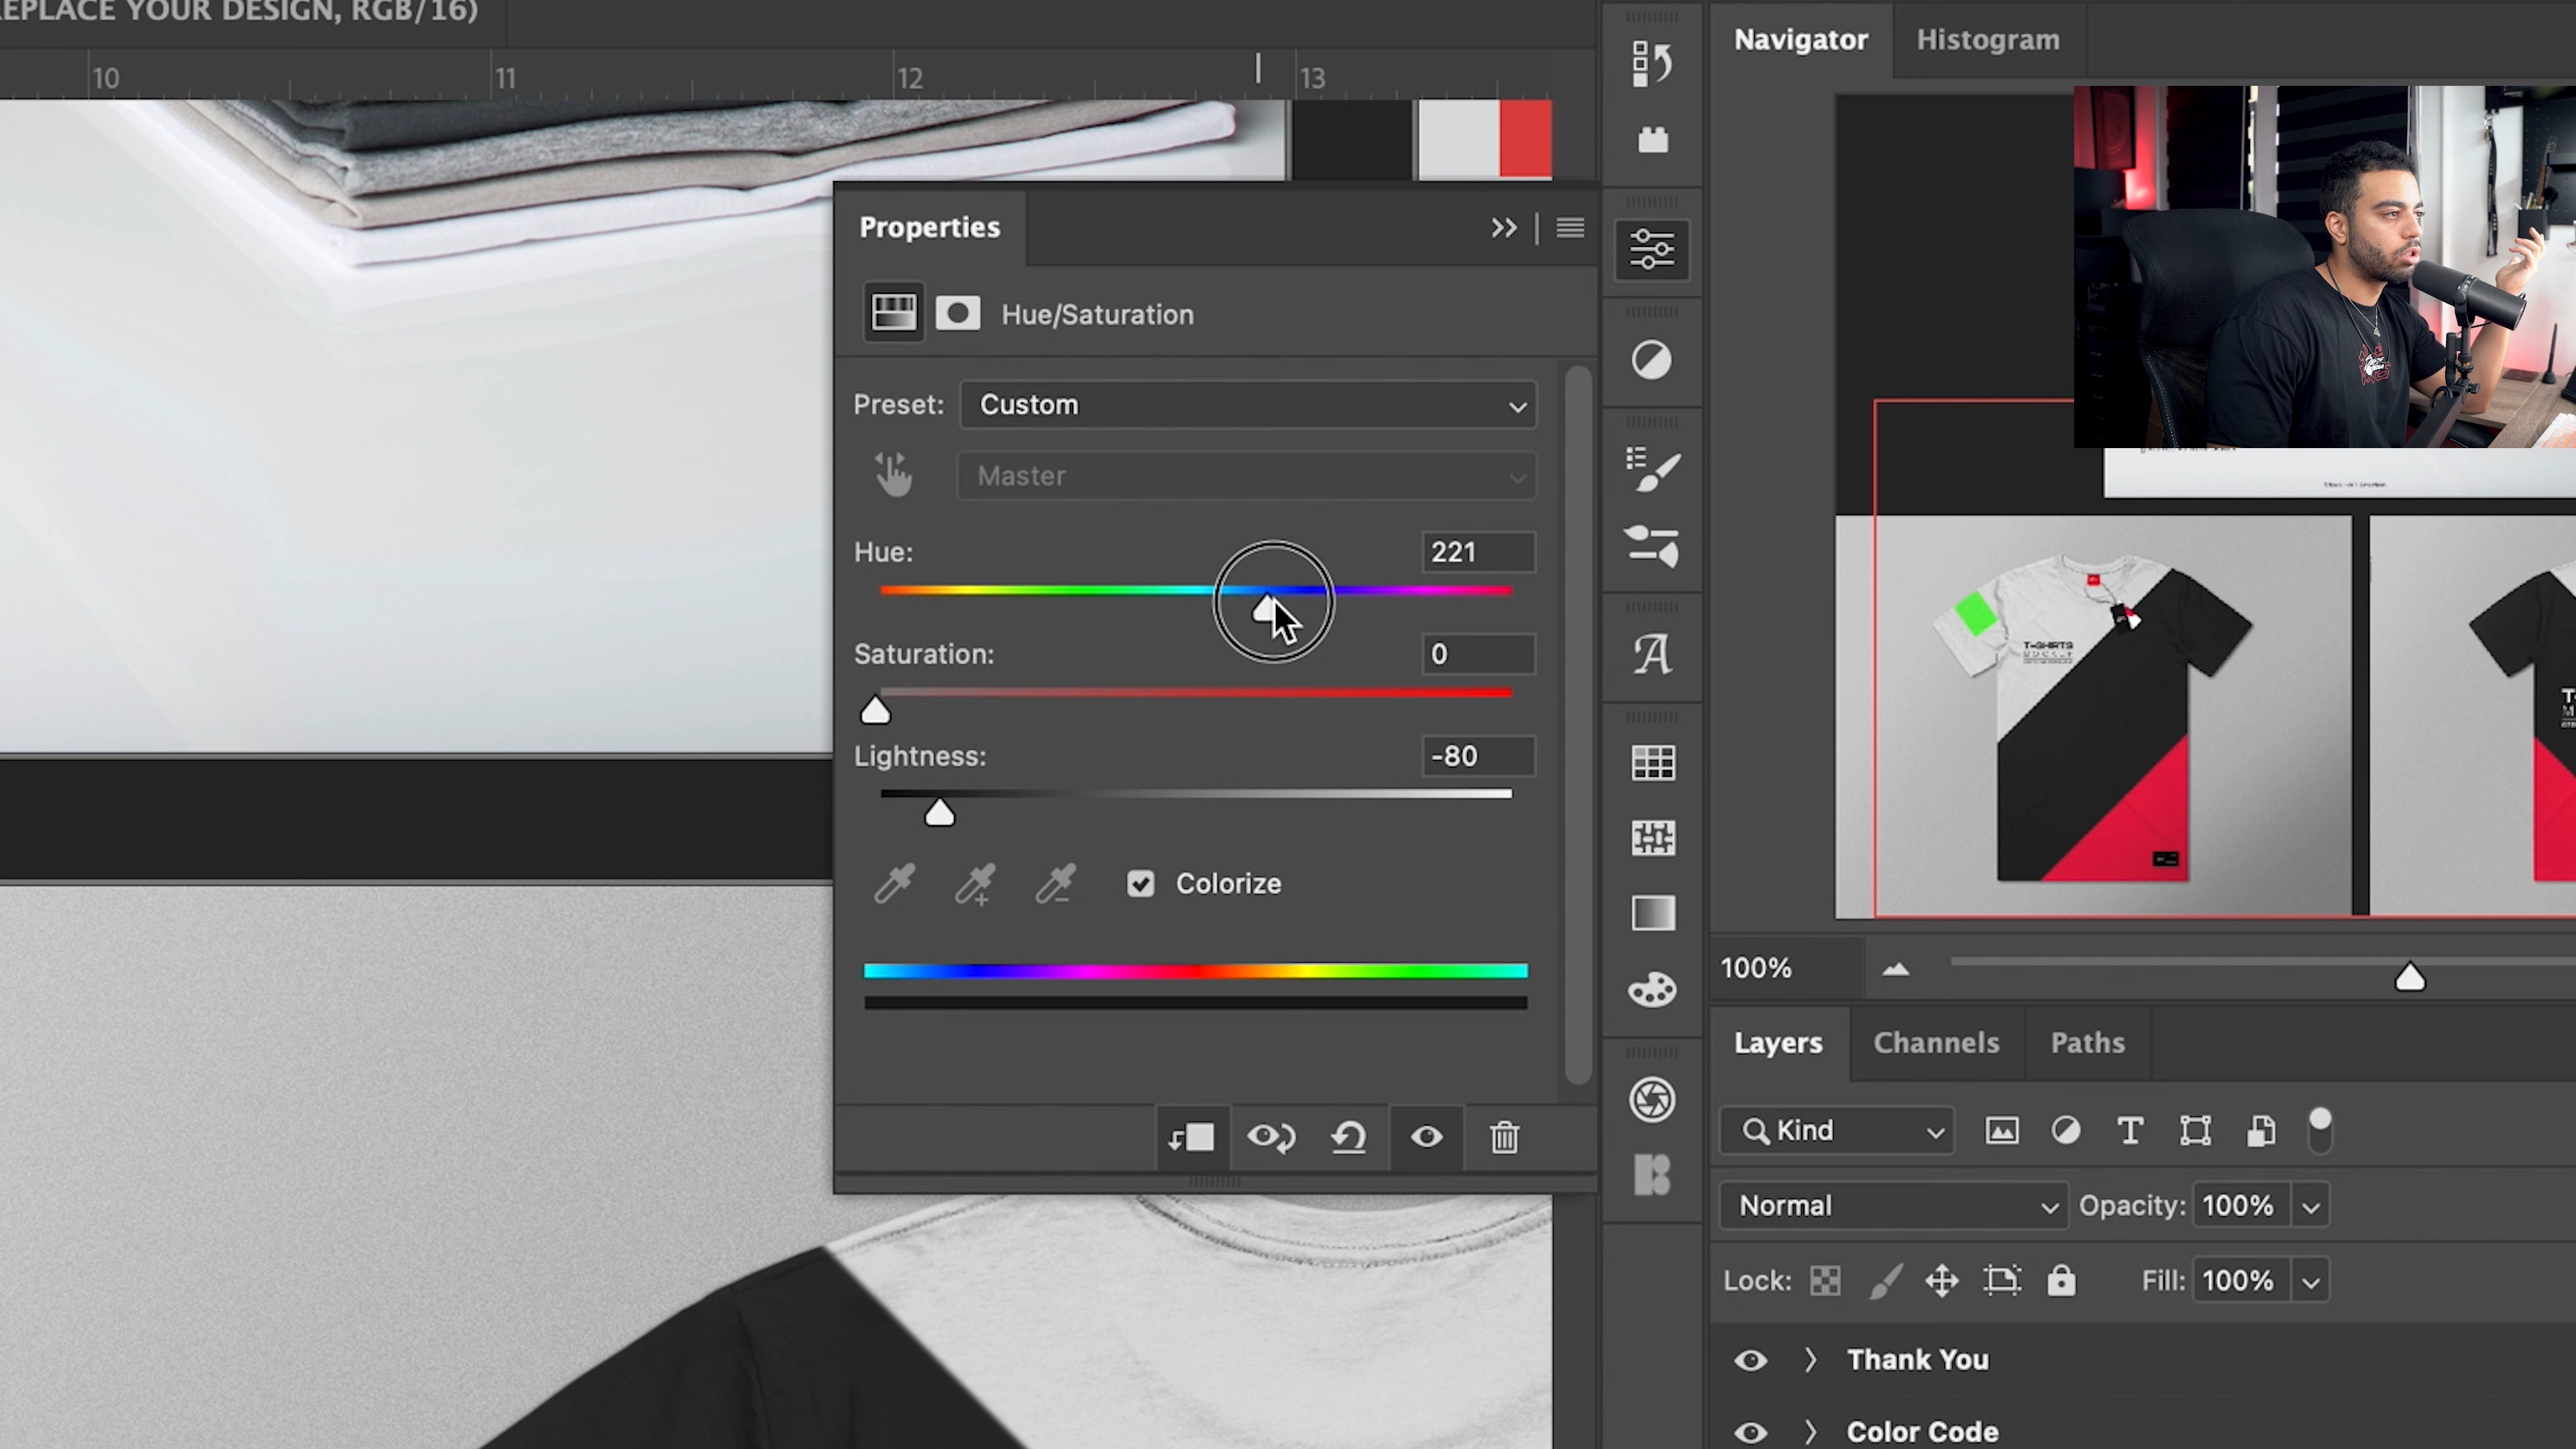 EPLACE YOUR DESIGN, RGB/16)
10 11 12 13
Navigator Histogram
Properties
Hue/Saturation
Preset: Custom
Master
Hue: 221
Saturation: 0
Lightness: -80
Colorize
T-SHIRTS
MOCKUP
100%
Layers Channels Paths
Kind
Normal Opacity: 100%
Lock: Fill: 100%
Thank You
Color Code